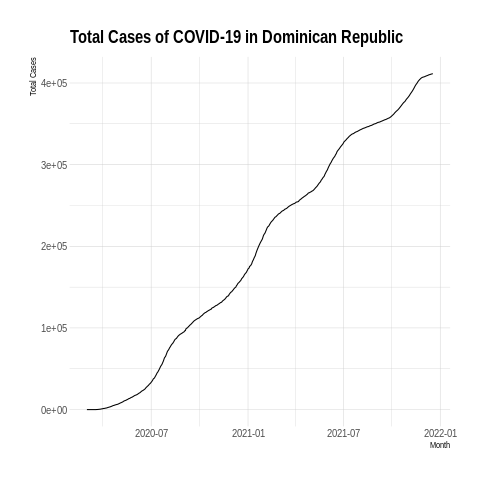 Total Cases of COVID-19 in Dominican Republic
Total Cases
4e+05
3e+05
2e+05
1e+05
0e+00
2020-07 2021-01 2021-07 2022-01
Month